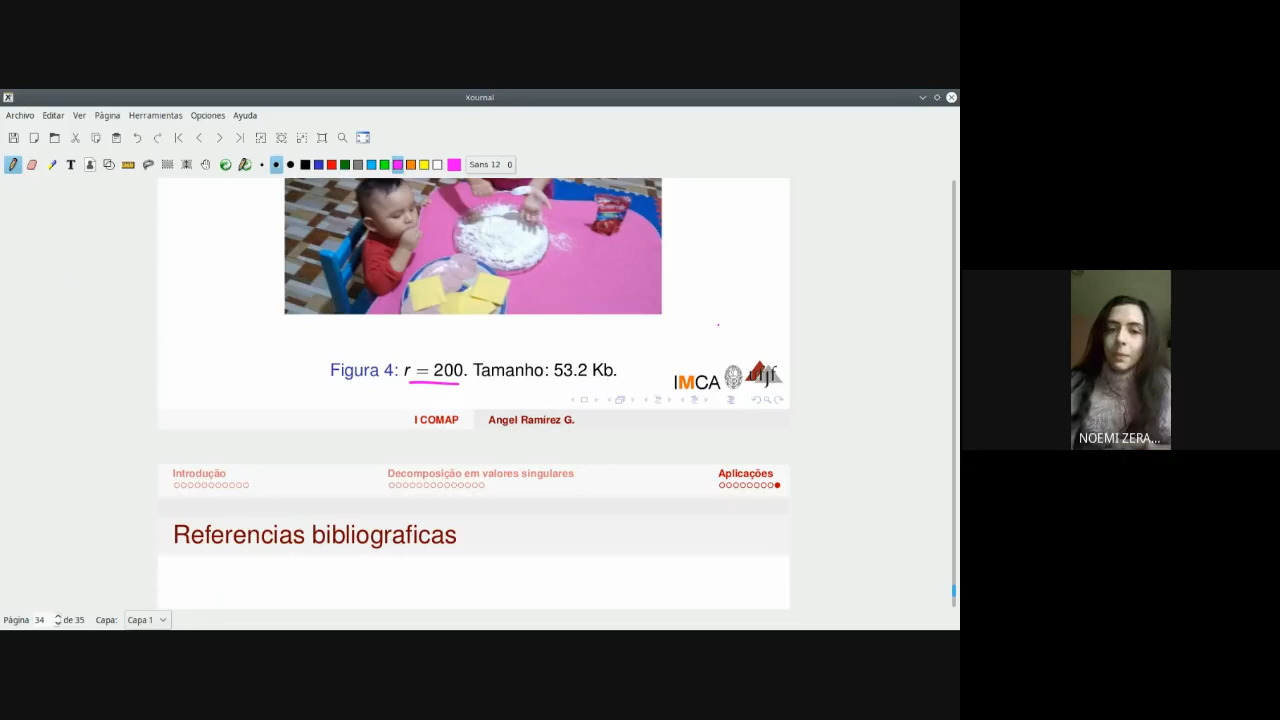 Xournal
Archivo Editar Ver Página Herramientas Opciones Ayuda
T Sans 12 0
Figura 4: r = 200. Tamanho: 53.2 Kb.
IMCA ufjf
I COMAP Angel Ramírez G.
Introdução Decomposição em valores singulares Aplicações
Referencias bibliograficas
Página 34 de 35 Capa: Capa 1
NOEMI ZERA...